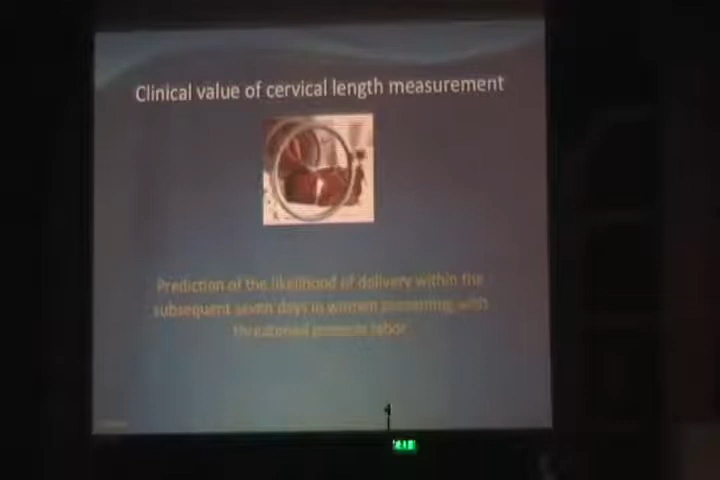 Clinical value of cervical length measurement
Prediction of the likelihood of delivery within the
subsequent seven days in women presenting with
threatened preterm labor